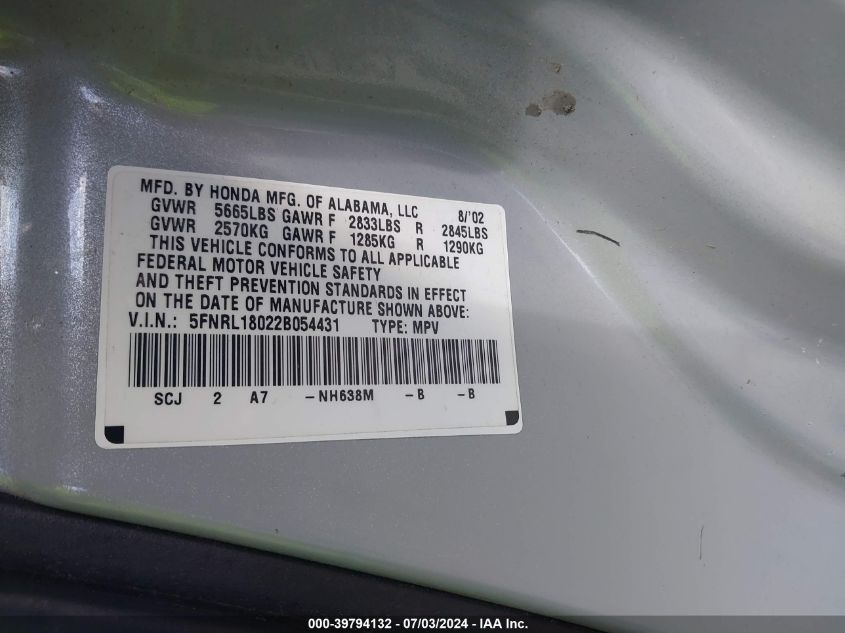 MFD. BY HONDA MFG. OF ALABAMA, LLC 8/'02
GVWR 5665LBS GAWR F 2833LBS R 2845LBS
GVWR 2570KG GAWR F 1285KG R 1290KG
THIS VEHICLE CONFORMS TO ALL APPLICABLE
FEDERAL MOTOR VEHICLE SAFETY
AND THEFT PREVENTION STANDARDS IN EFFECT
ON THE DATE OF MANUFACTURE SHOWN ABOVE:
V.I.N.: 5FNRL18022B054431 TYPE: MPV
SCJ 2 A7 -NH638M -B -B
000-39794132 - 07/03/2024 - IAA Inc.